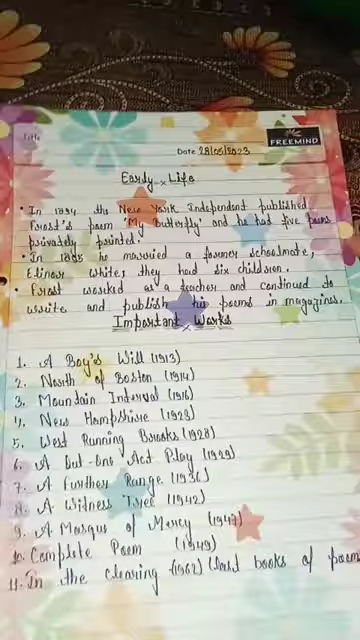 Title
FREEMIND
Date 28/05/2023
Early Life
• In 1894 the New York Independent published
Frost's poem 'My Butterfly' and he had five poems
privately printed.
• In 1895 he married a former schoolmate,
Elinor White, they had six children.
• Frost worked as a teacher and continued to
write and publish his poems in magazines.
Important Works
1. A Boy's Will (1913)
2. North of Boston (1914)
3. Mountain Interval (1916)
4. New Hampshire (1923)
5. West Running Brooks (1928)
6. A But-One Act Play (1929)
7. A Further Range (1936)
8. A Witness Tree (1942)
9. A Masque of Mercy (1947)
10. Complete Poem (1949)
11. In the clearing (1962) (last books of poem